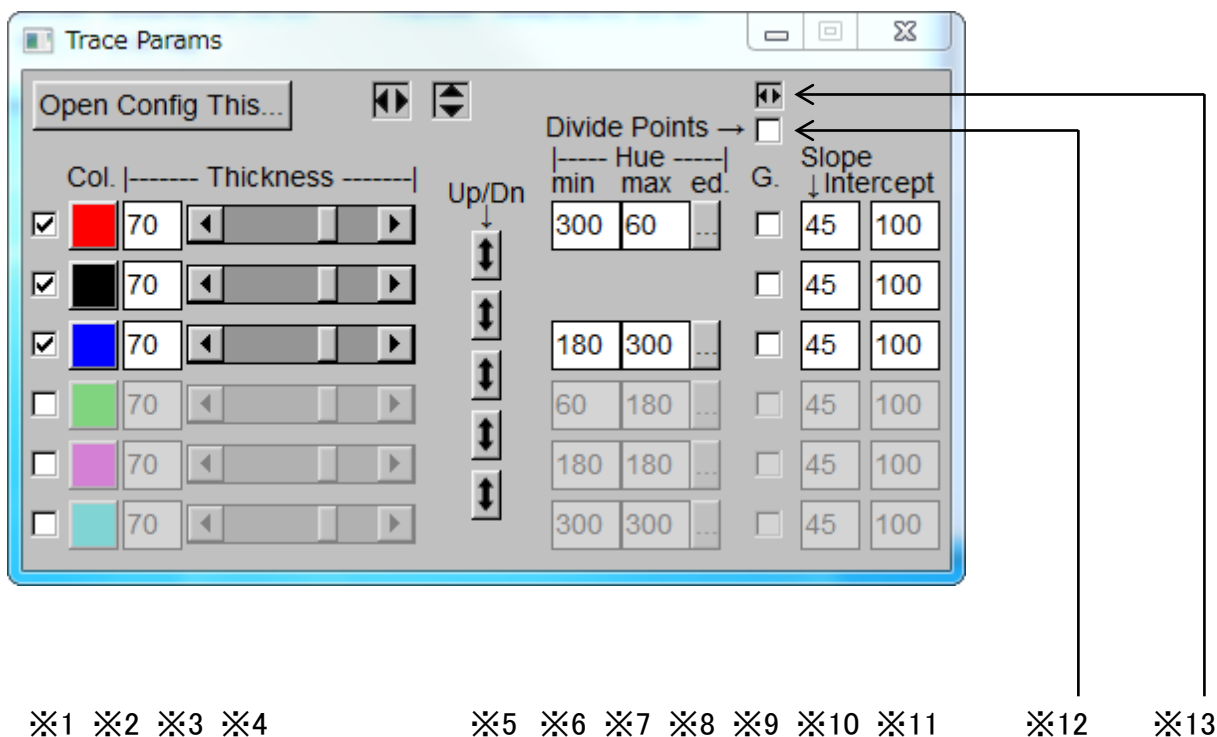 Trace Params
Open Config This...
Divide Points →
|----- Hue -----|
Slope
Col. |------- Thickness -------|
Up/Dn
min max ed. G. ↓Intercept
↓
70 300 60 ... 45 100
70 45 100
70 180 300 ... 45 100
70 60 180 ... 45 100
70 180 180 ... 45 100
70 300 300 ... 45 100
※1 ※2 ※3 ※4 ※5 ※6 ※7 ※8 ※9 ※10 ※11 ※12 ※13